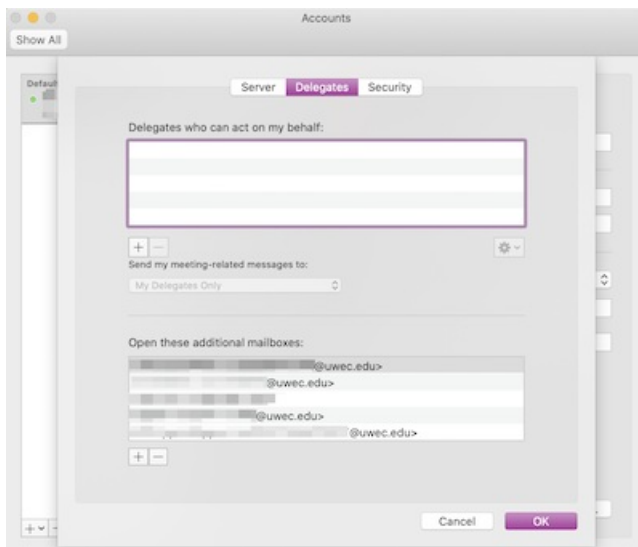 Accounts
Show All
Default
Server Delegates Security
Delegates who can act on my behalf:
+ −
Send my meeting-related messages to:
My Delegates Only
Open these additional mailboxes:
@uwec.edu>
@uwec.edu>
@uwec.edu>
@uwec.edu>
+ −
Cancel OK
+